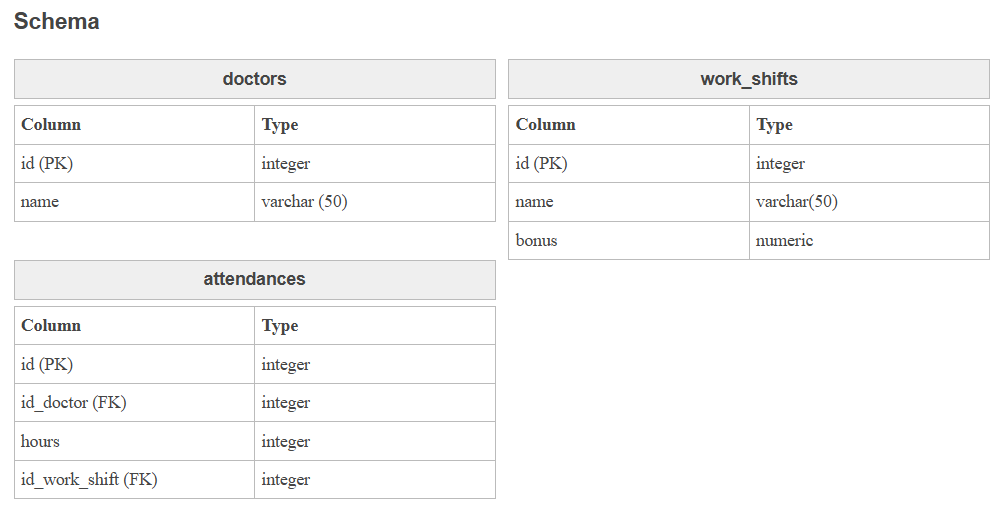 Schema
doctors
Column Type
id (PK) integer
name varchar (50)
work_shifts
Column Type
id (PK) integer
name varchar(50)
bonus numeric
attendances
Column Type
id (PK) integer
id_doctor (FK) integer
hours integer
id_work_shift (FK) integer